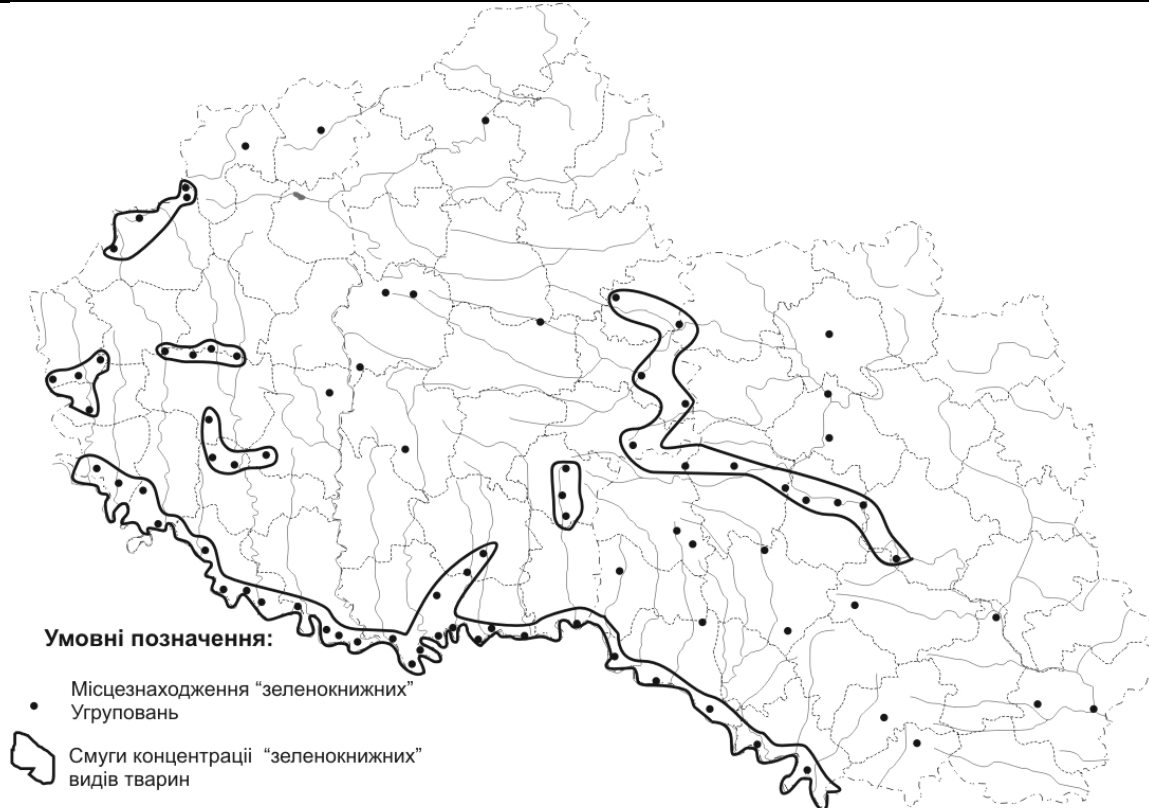 Умовні позначення:
Місцезнаходження “зеленокнижних”
Угруповань
Смуги концентрації “зеленокнижних”
видів тварин